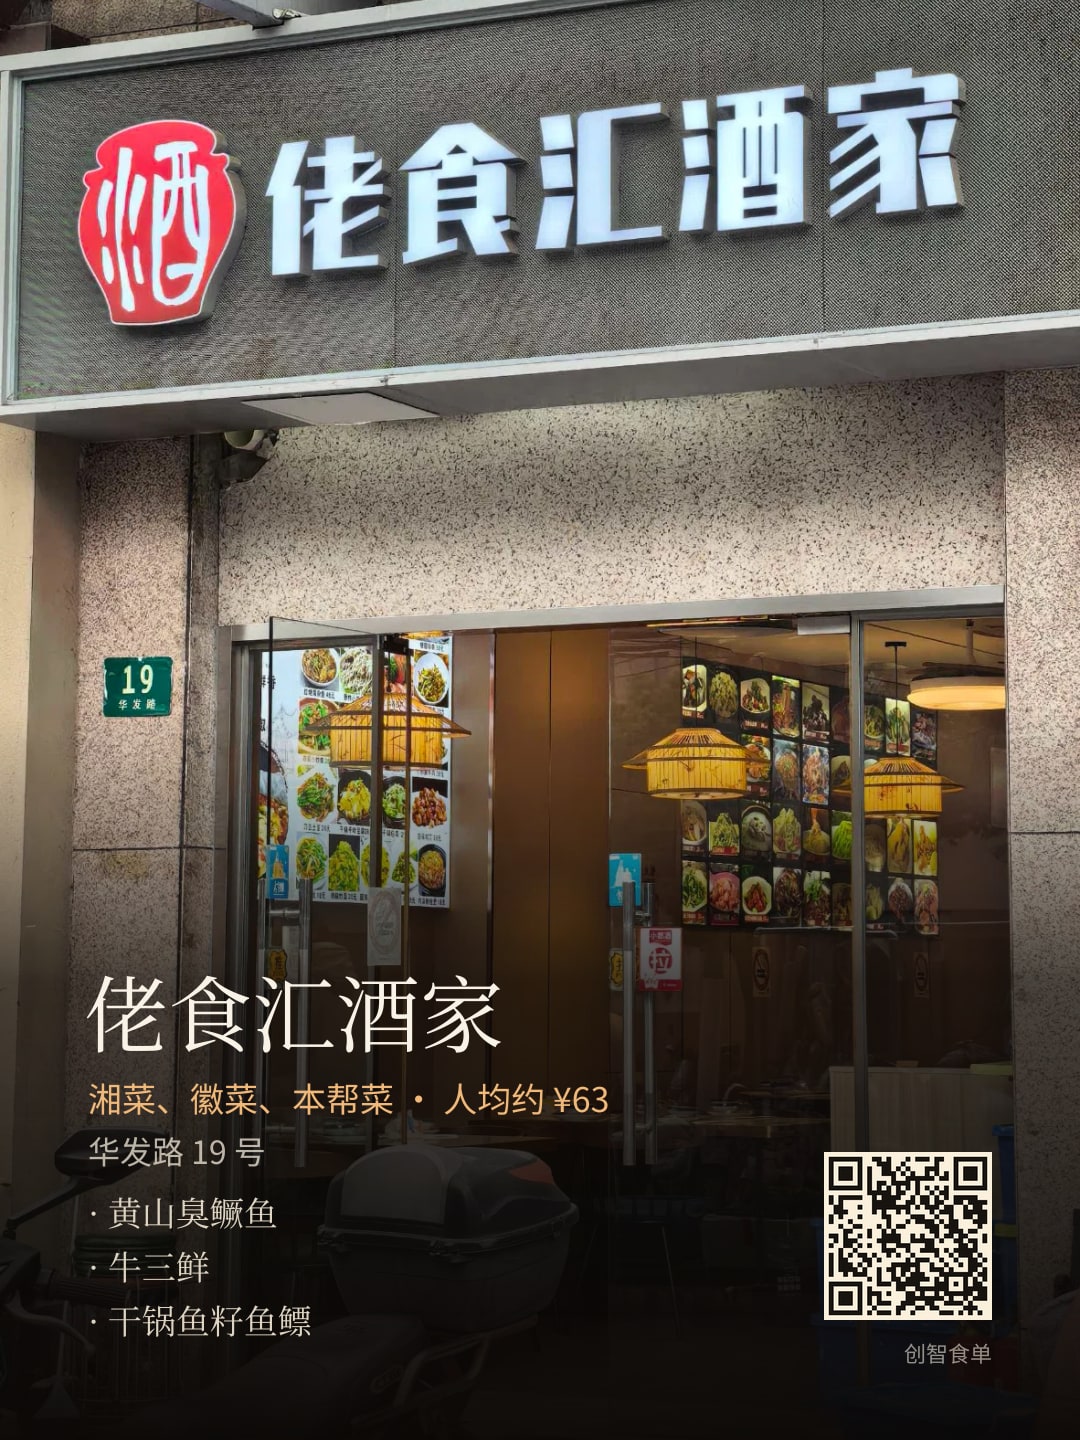 酒
佬食汇酒家
19
华发路
佬食汇酒家
湘菜、徽菜、本帮菜 · 人均约 ¥63
华发路 19 号
· 黄山臭鳜鱼
· 牛三鲜
· 干锅鱼籽鱼鳔
创智食单